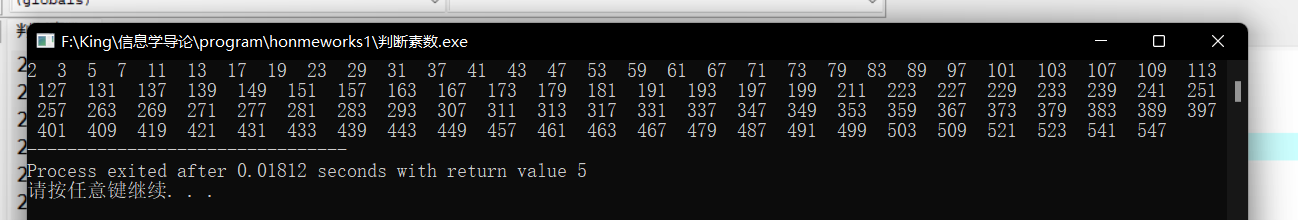 (globals)
F:\King\信息学导论\program\honmeworks1\判断素数.exe
2 3 5 7 11 13 17 19 23 29 31 37 41 43 47 53 59 61 67 71 73 79 83 89 97 101 103 107 109 113
127 131 137 139 149 151 157 163 167 173 179 181 191 193 197 199 211 223 227 229 233 239 241 251
257 263 269 271 277 281 283 293 307 311 313 317 331 337 347 349 353 359 367 373 379 383 389 397
401 409 419 421 431 433 439 443 449 457 461 463 467 479 487 491 499 503 509 521 523 541 547
--------------------------------
Process exited after 0.01812 seconds with return value 5
请按任意键继续. . .